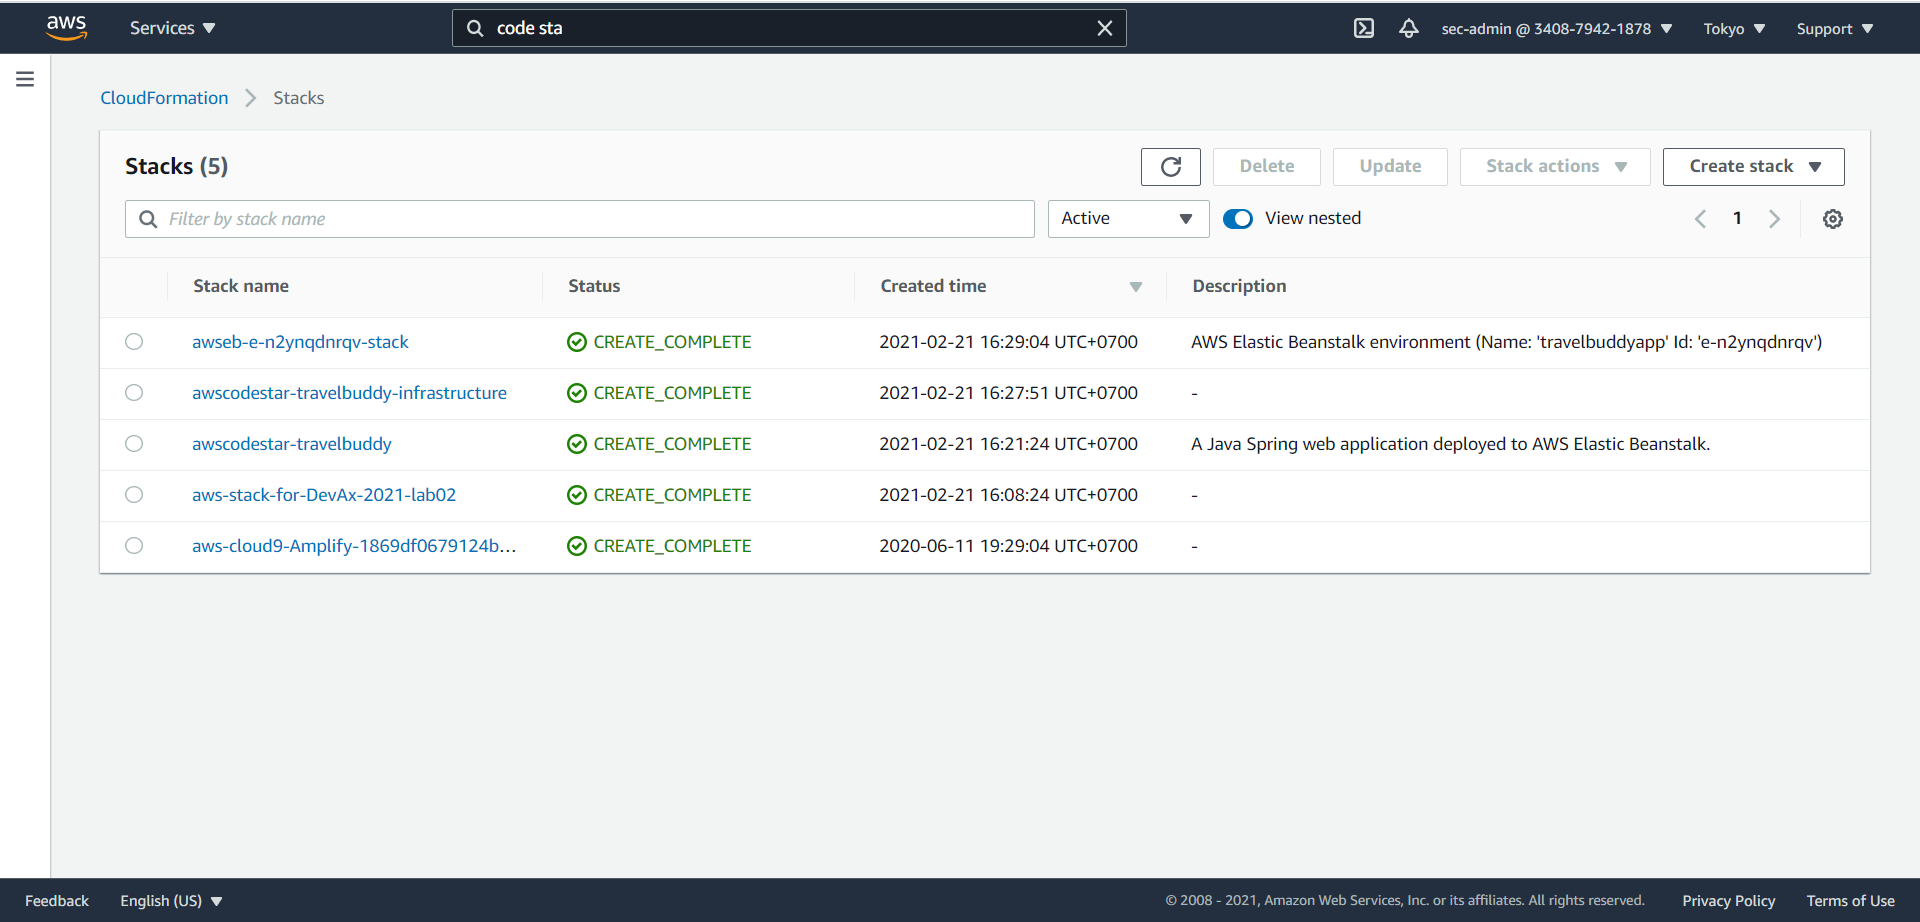 aws Services code sta sec-admin @ 3408-7942-1878 Tokyo Support
CloudFormation Stacks
Stacks (5) Delete Update Stack actions Create stack
Filter by stack name Active View nested 1
Stack name Status Created time Description
awseb-e-n2ynqdnrqv-stack CREATE_COMPLETE 2021-02-21 16:29:04 UTC+0700 AWS Elastic Beanstalk environment (Name: 'travelbuddyapp' Id: 'e-n2ynqdnrqv')
awscodestar-travelbuddy-infrastructure CREATE_COMPLETE 2021-02-21 16:27:51 UTC+0700 -
awscodestar-travelbuddy CREATE_COMPLETE 2021-02-21 16:21:24 UTC+0700 A Java Spring web application deployed to AWS Elastic Beanstalk.
aws-stack-for-DevAx-2021-lab02 CREATE_COMPLETE 2021-02-21 16:08:24 UTC+0700 -
aws-cloud9-Amplify-1869df0679124b... CREATE_COMPLETE 2020-06-11 19:29:04 UTC+0700 -
Feedback English (US) © 2008 - 2021, Amazon Web Services, Inc. or its affiliates. All rights reserved. Privacy Policy Terms of Use